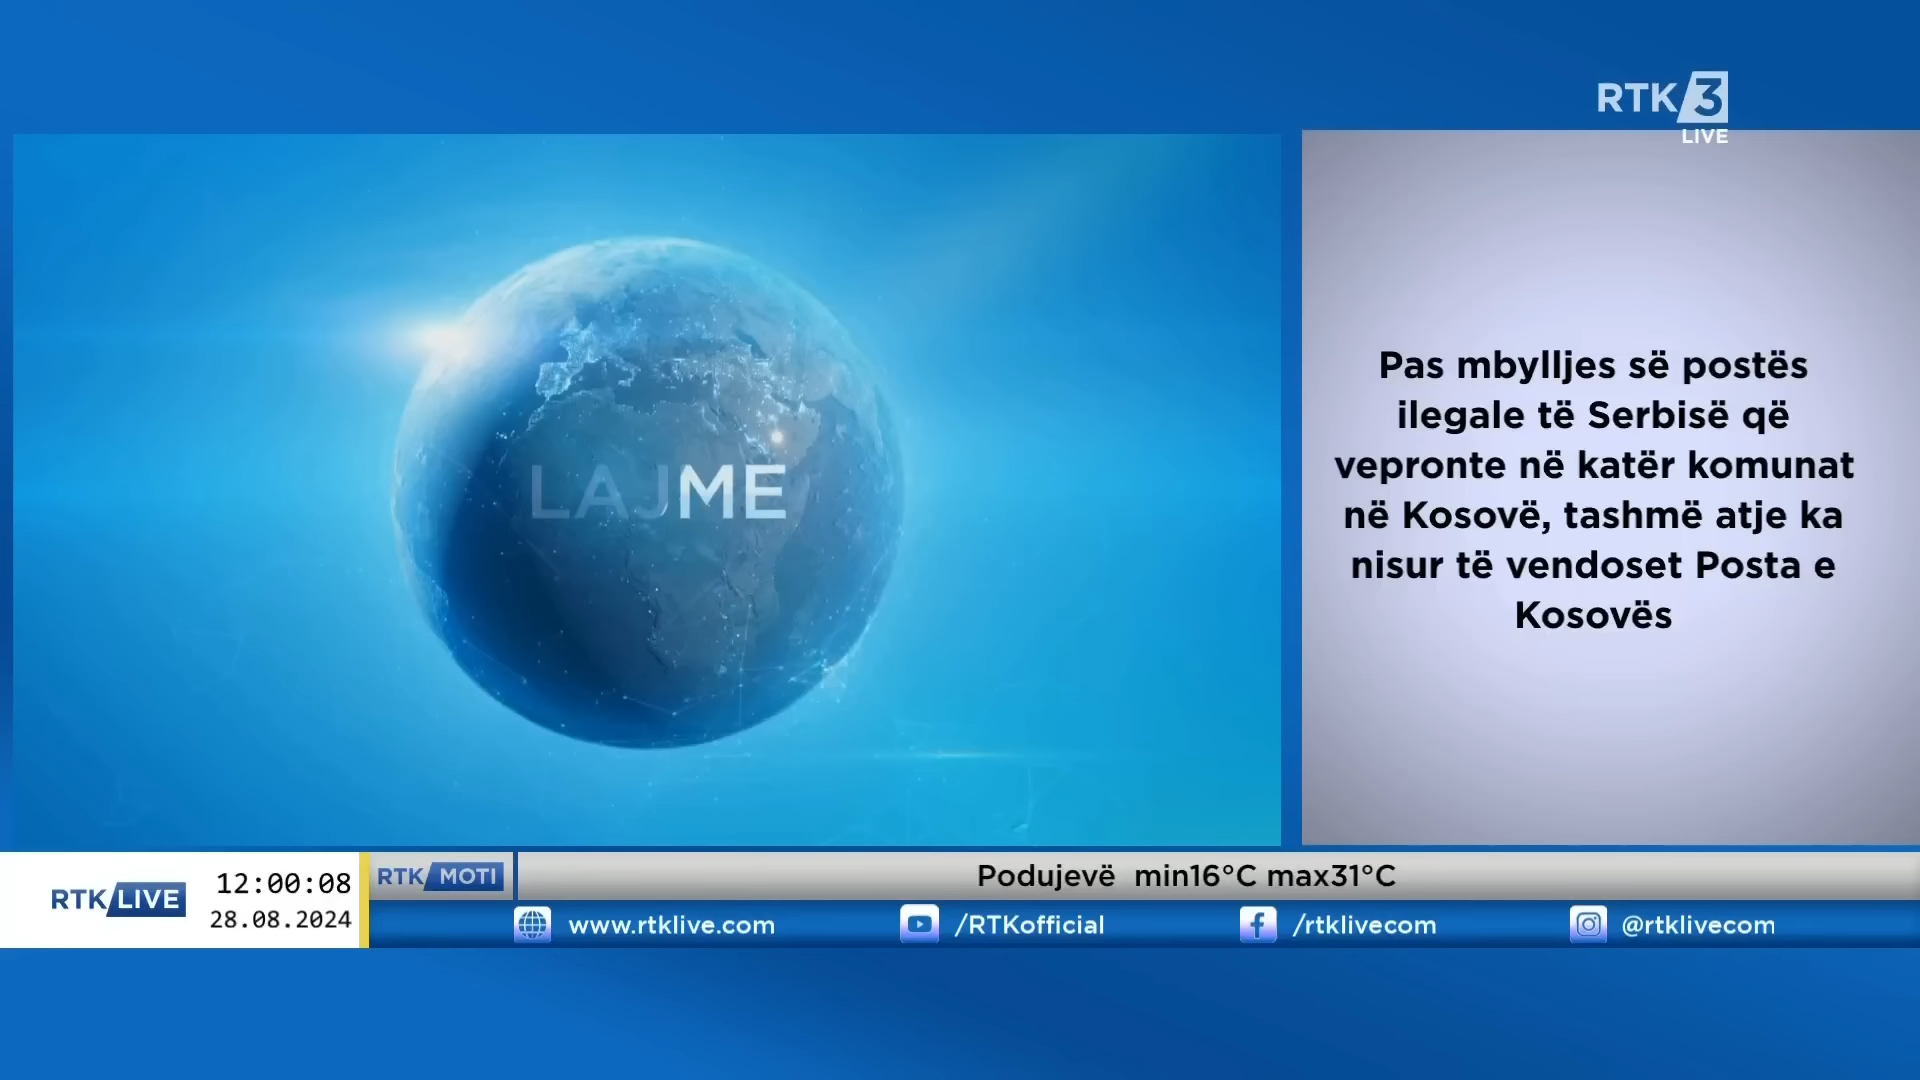 RTK 3
LIVE
LAJME
Pas mbylljes së postës
ilegale të Serbisë që
vepronte në katër komunat
në Kosovë, tashmë atje ka
nisur të vendoset Posta e
Kosovës
RTK LIVE
12:00:08
28.08.2024
RTK MOTI
Podujevë min16°C max31°C
www.rtklive.com
/RTKofficial
/rtklivecom
@rtklivecom